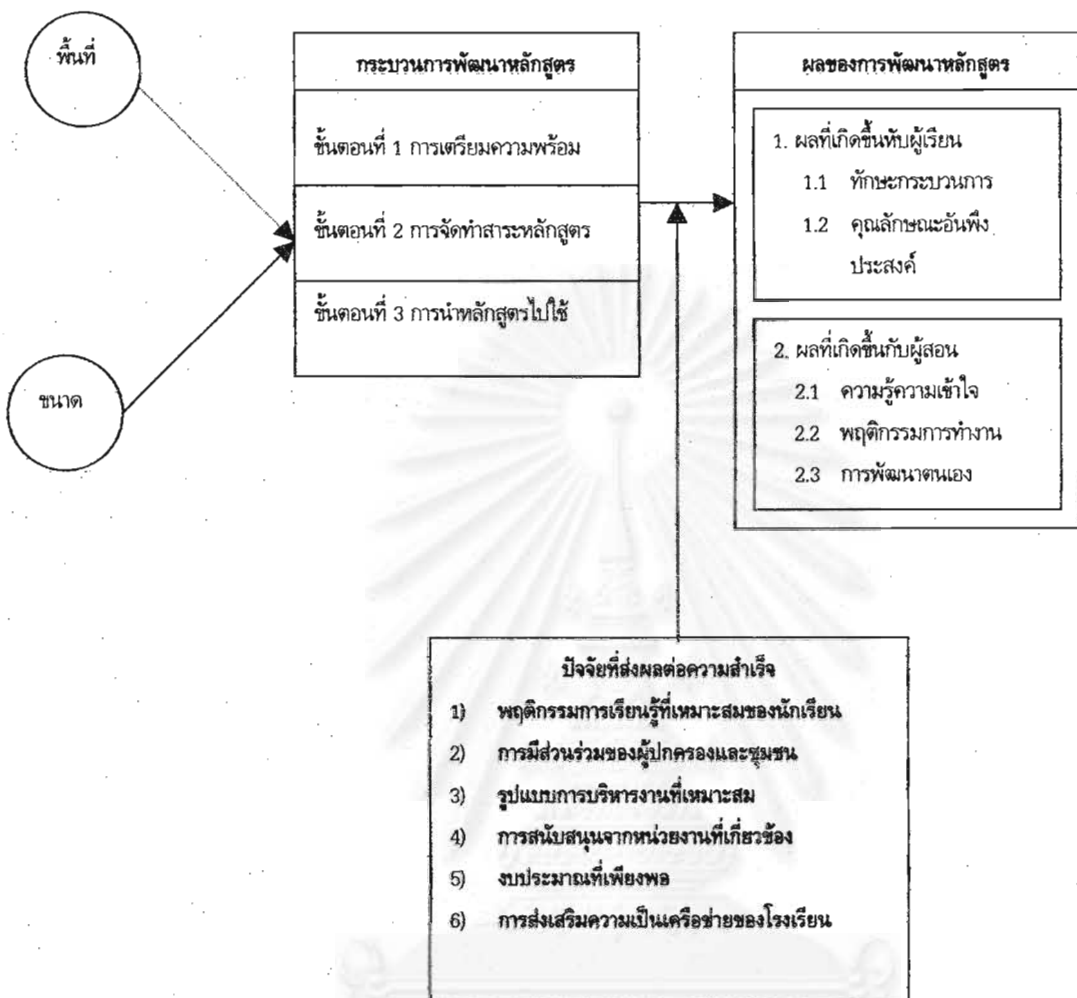 พื้นที่
ขนาด
กระบวนการพัฒนาหลักสูตร
ขั้นตอนที่ 1 การเตรียมความพร้อม
ขั้นตอนที่ 2 การจัดทำสาระหลักสูตร
ขั้นตอนที่ 3 การนำหลักสูตรไปใช้
ผลของการพัฒนาหลักสูตร
1. ผลที่เกิดขึ้นกับผู้เรียน
1.1 ทักษะกระบวนการ
1.2 คุณลักษณะอันพึง
ประสงค์
2. ผลที่เกิดขึ้นกับผู้สอน
2.1 ความรู้ความเข้าใจ
2.2 พฤติกรรมการทำงาน
2.3 การพัฒนาตนเอง
ปัจจัยที่ส่งผลต่อความสำเร็จ
1) พฤติกรรมการเรียนรู้ที่เหมาะสมของนักเรียน
2) การมีส่วนร่วมของผู้ปกครองและชุมชน
3) รูปแบบการบริหารงานที่เหมาะสม
4) การสนับสนุนจากหน่วยงานที่เกี่ยวข้อง
5) งบประมาณที่เพียงพอ
6) การส่งเสริมความเป็นเครือข่ายของโรงเรียน